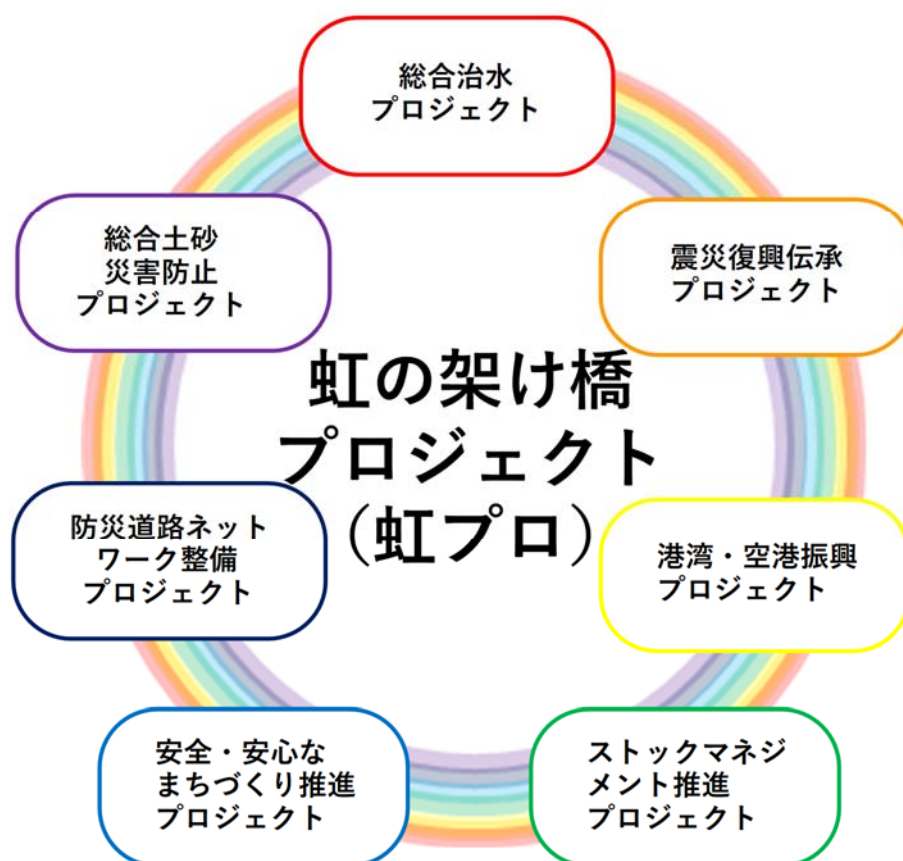 総合治水
プロジェクト
震災復興伝承
プロジェクト
港湾・空港振興
プロジェクト
ストックマネジ
メント推進
プロジェクト
安全・安心な
まちづくり推進
プロジェクト
防災道路ネット
ワーク整備
プロジェクト
総合土砂
災害防止
プロジェクト
虹の架け橋
プロジェクト
（虹プロ）